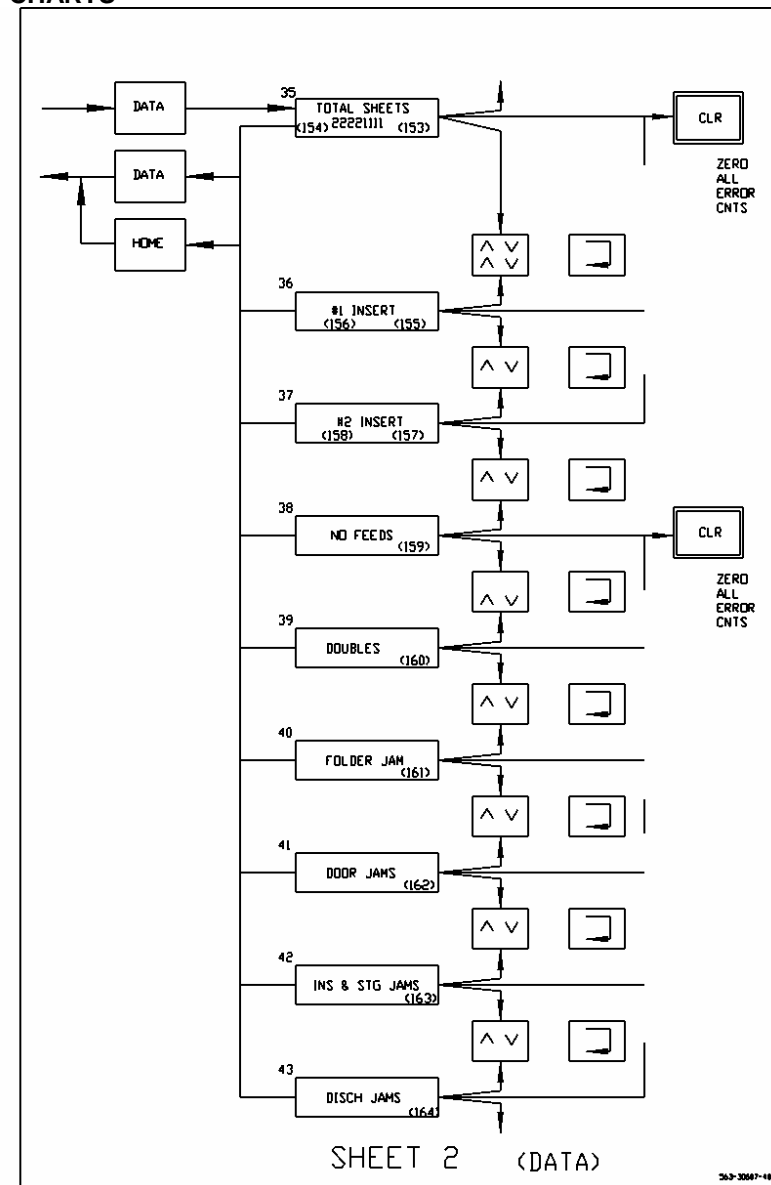 CHARTS
DATA
35
TOTAL SHEETS
(154) 22221111 (153)
CLR
ZERO
ALL
ERROR
CNTS
DATA
HOME
36
#1 INSERT
(156) (155)
37
#2 INSERT
(158) (157)
38
NO FEEDS
(159)
CLR
ZERO
ALL
ERROR
CNTS
39
DOUBLES
(160)
40
FOLDER JAM
(161)
41
DOOR JAMS
(162)
42
INS & STG JAMS
(163)
43
DISCH JAMS
(164)
SHEET 2 (DATA)